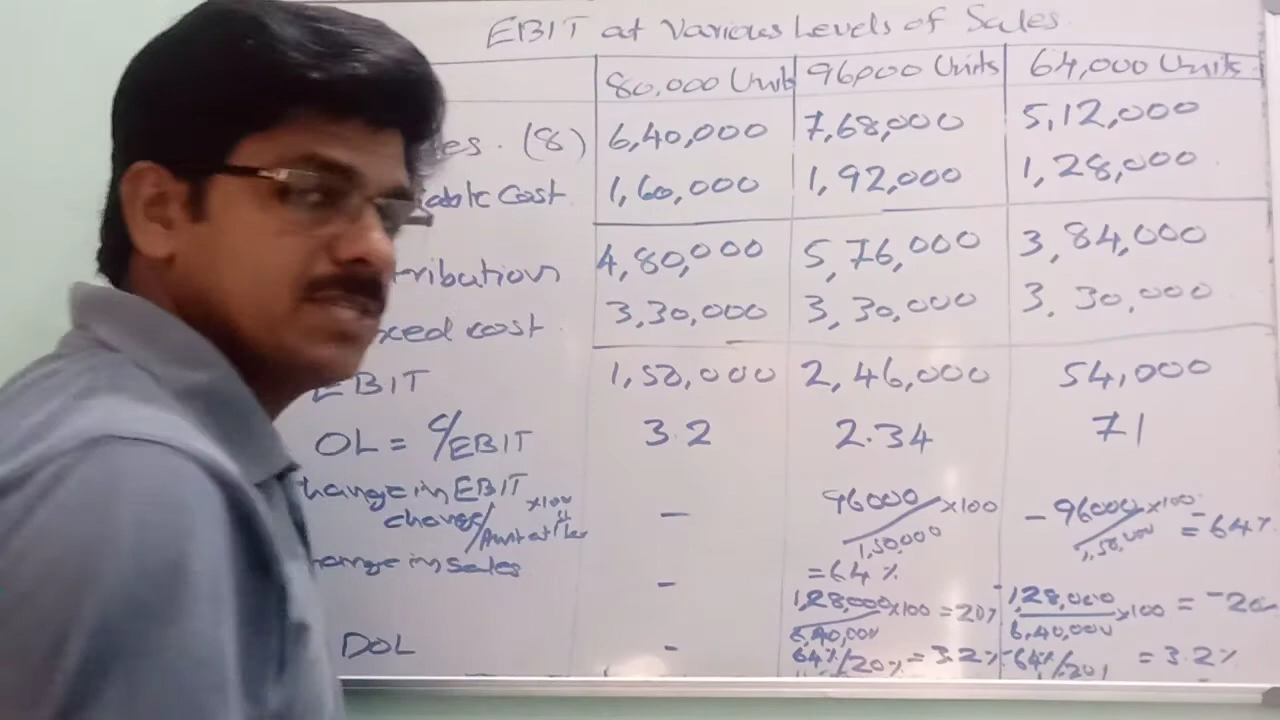 EBIT at Various Levels of Sales
80,000 Units 96,000 Units 64,000 Units
es. (8) 6,40,000 7,68,000 5,12,000
iable Cost 1,60,000 1,92,000 1,28,000
tribution 4,80,000 5,76,000 3,84,000
xed cost 3,30,000 3,30,000 3,30,000
EBIT 1,50,000 2,46,000 54,000
OL = C/EBIT 3.2 2.34 71
hange in EBIT
change/ x100 - 96000/1,50,000 x100 = 64% - 96000/1,50,000 x100 = -64%
hange in sales - 1,28,000/6,40,000 x100 = 20% - 1,28,000/6,40,000 x100 = -20
DOL - 64%/20% = 3.2% -64%/20% = 3.2%